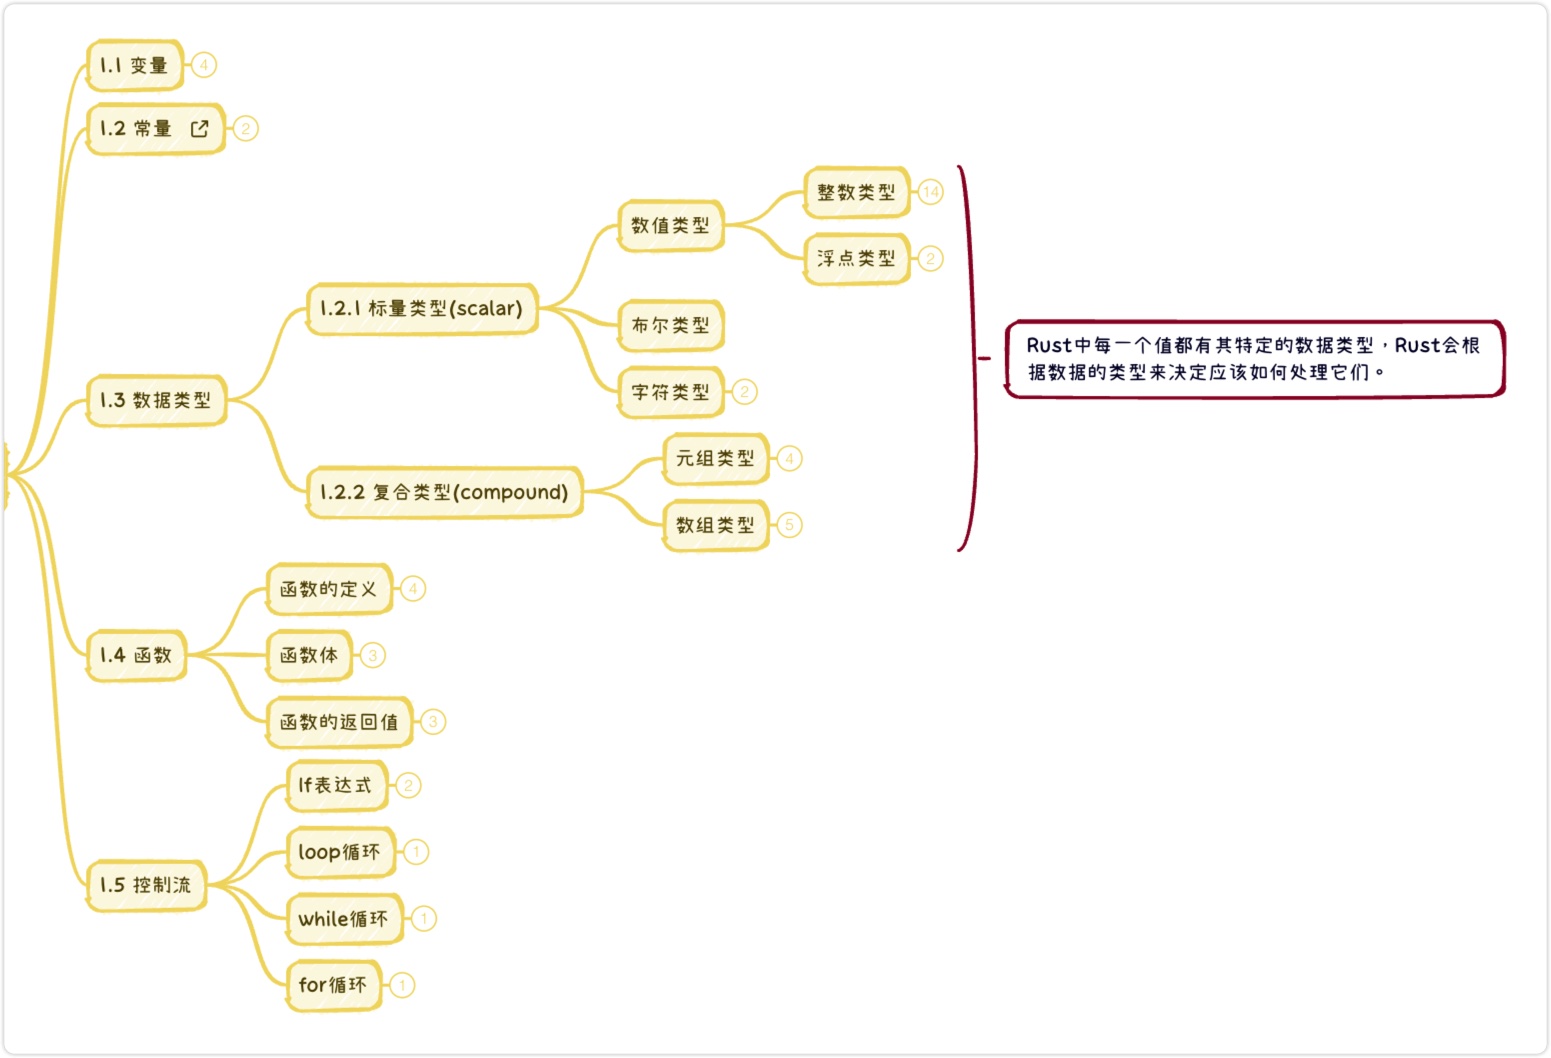 1.1 变量
4
1.2 常量
2
1.3 数据类型
1.2.1 标量类型(scalar)
数值类型
整数类型
14
浮点类型
2
布尔类型
字符类型
2
1.2.2 复合类型(compound)
元组类型
4
数组类型
5
Rust中每一个值都有其特定的数据类型，Rust会根
据数据的类型来决定应该如何处理它们。
1.4 函数
函数的定义
4
函数体
3
函数的返回值
3
1.5 控制流
If表达式
2
loop循环
1
while循环
1
for循环
1